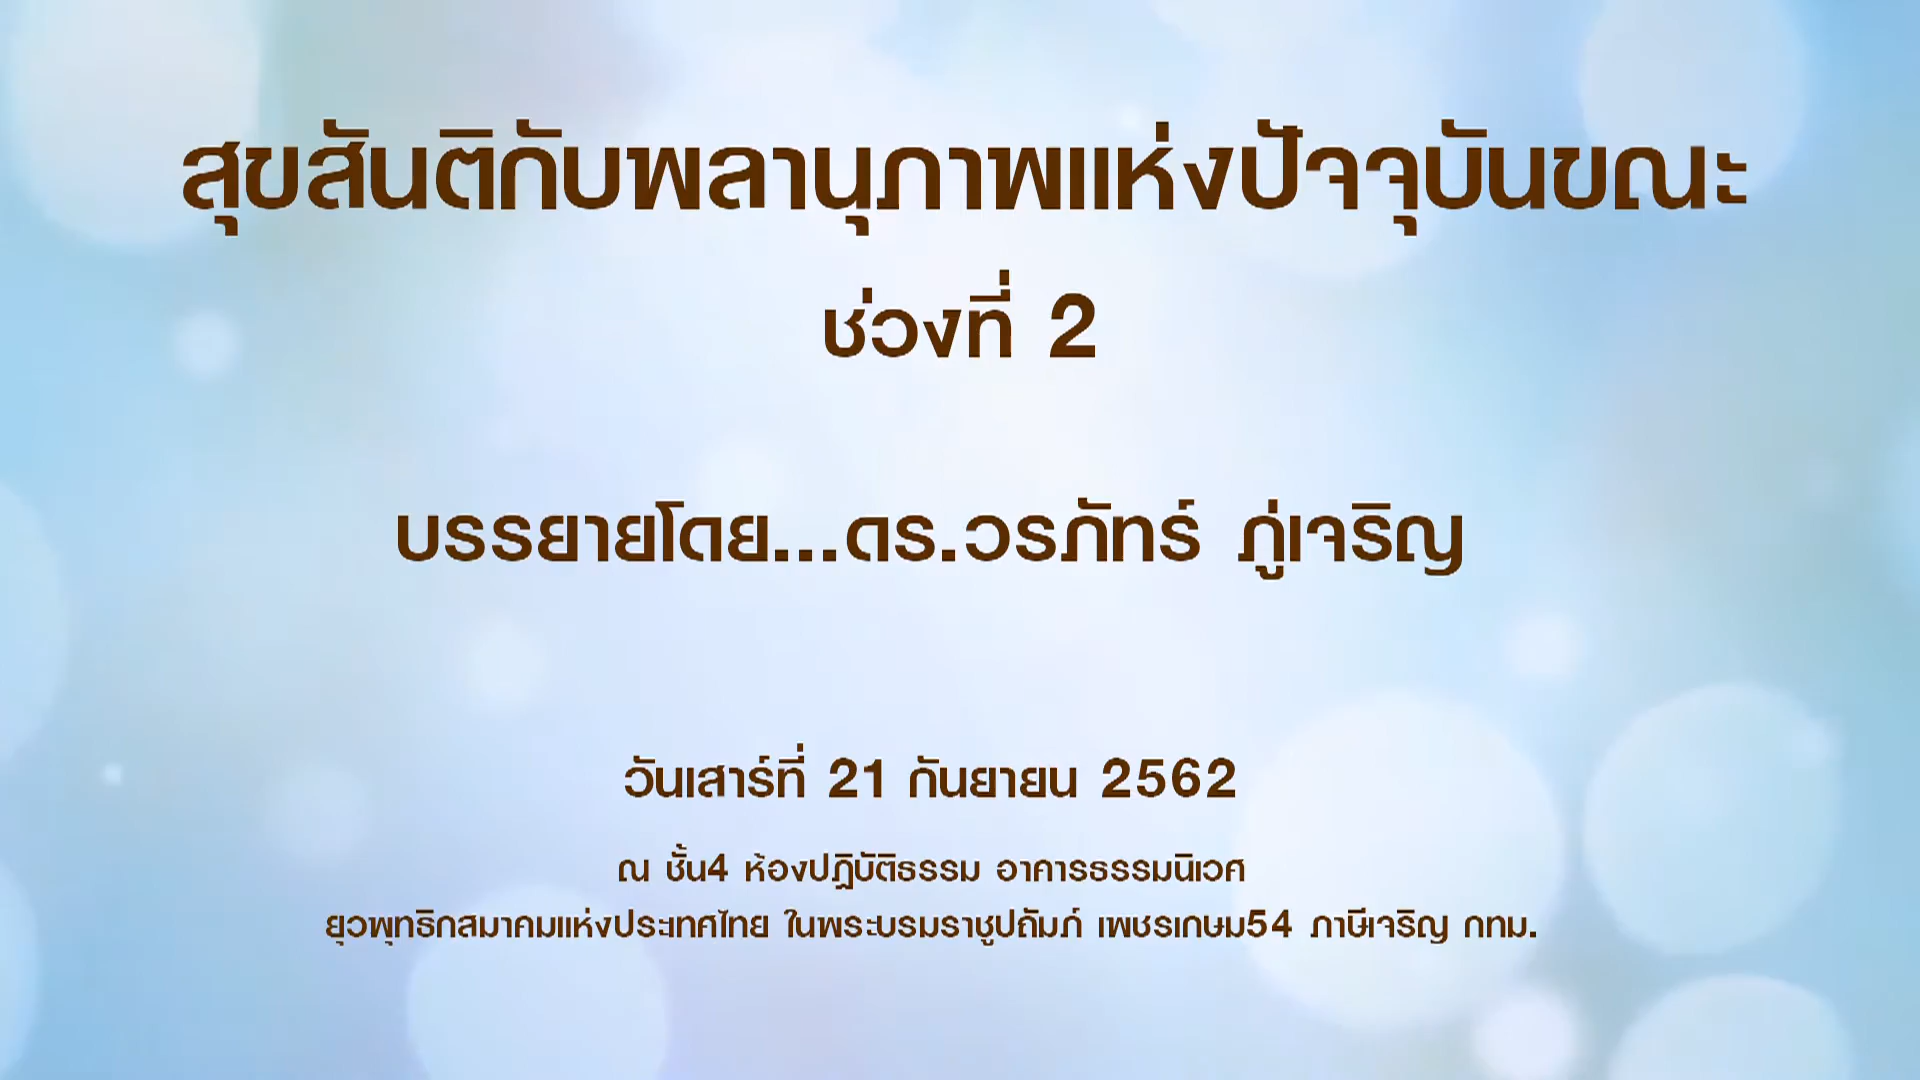 สุขสันติกับพลานุภาพแห่งปัจจุบันขณะ
ช่วงที่ 2
บรรยายโดย...ดร.วรภัทร์ ภู่เจริญ
วันเสาร์ที่ 21 กันยายน 2562
ณ ชั้น4 ห้องปฏิบัติธรรม อาคารธรรมนิเวศ
ยุวพุทธิกสมาคมแห่งประเทศไทย ในพระบรมราชูปถัมภ์ เพชรเกษม54 ภาษีเจริญ กทม.